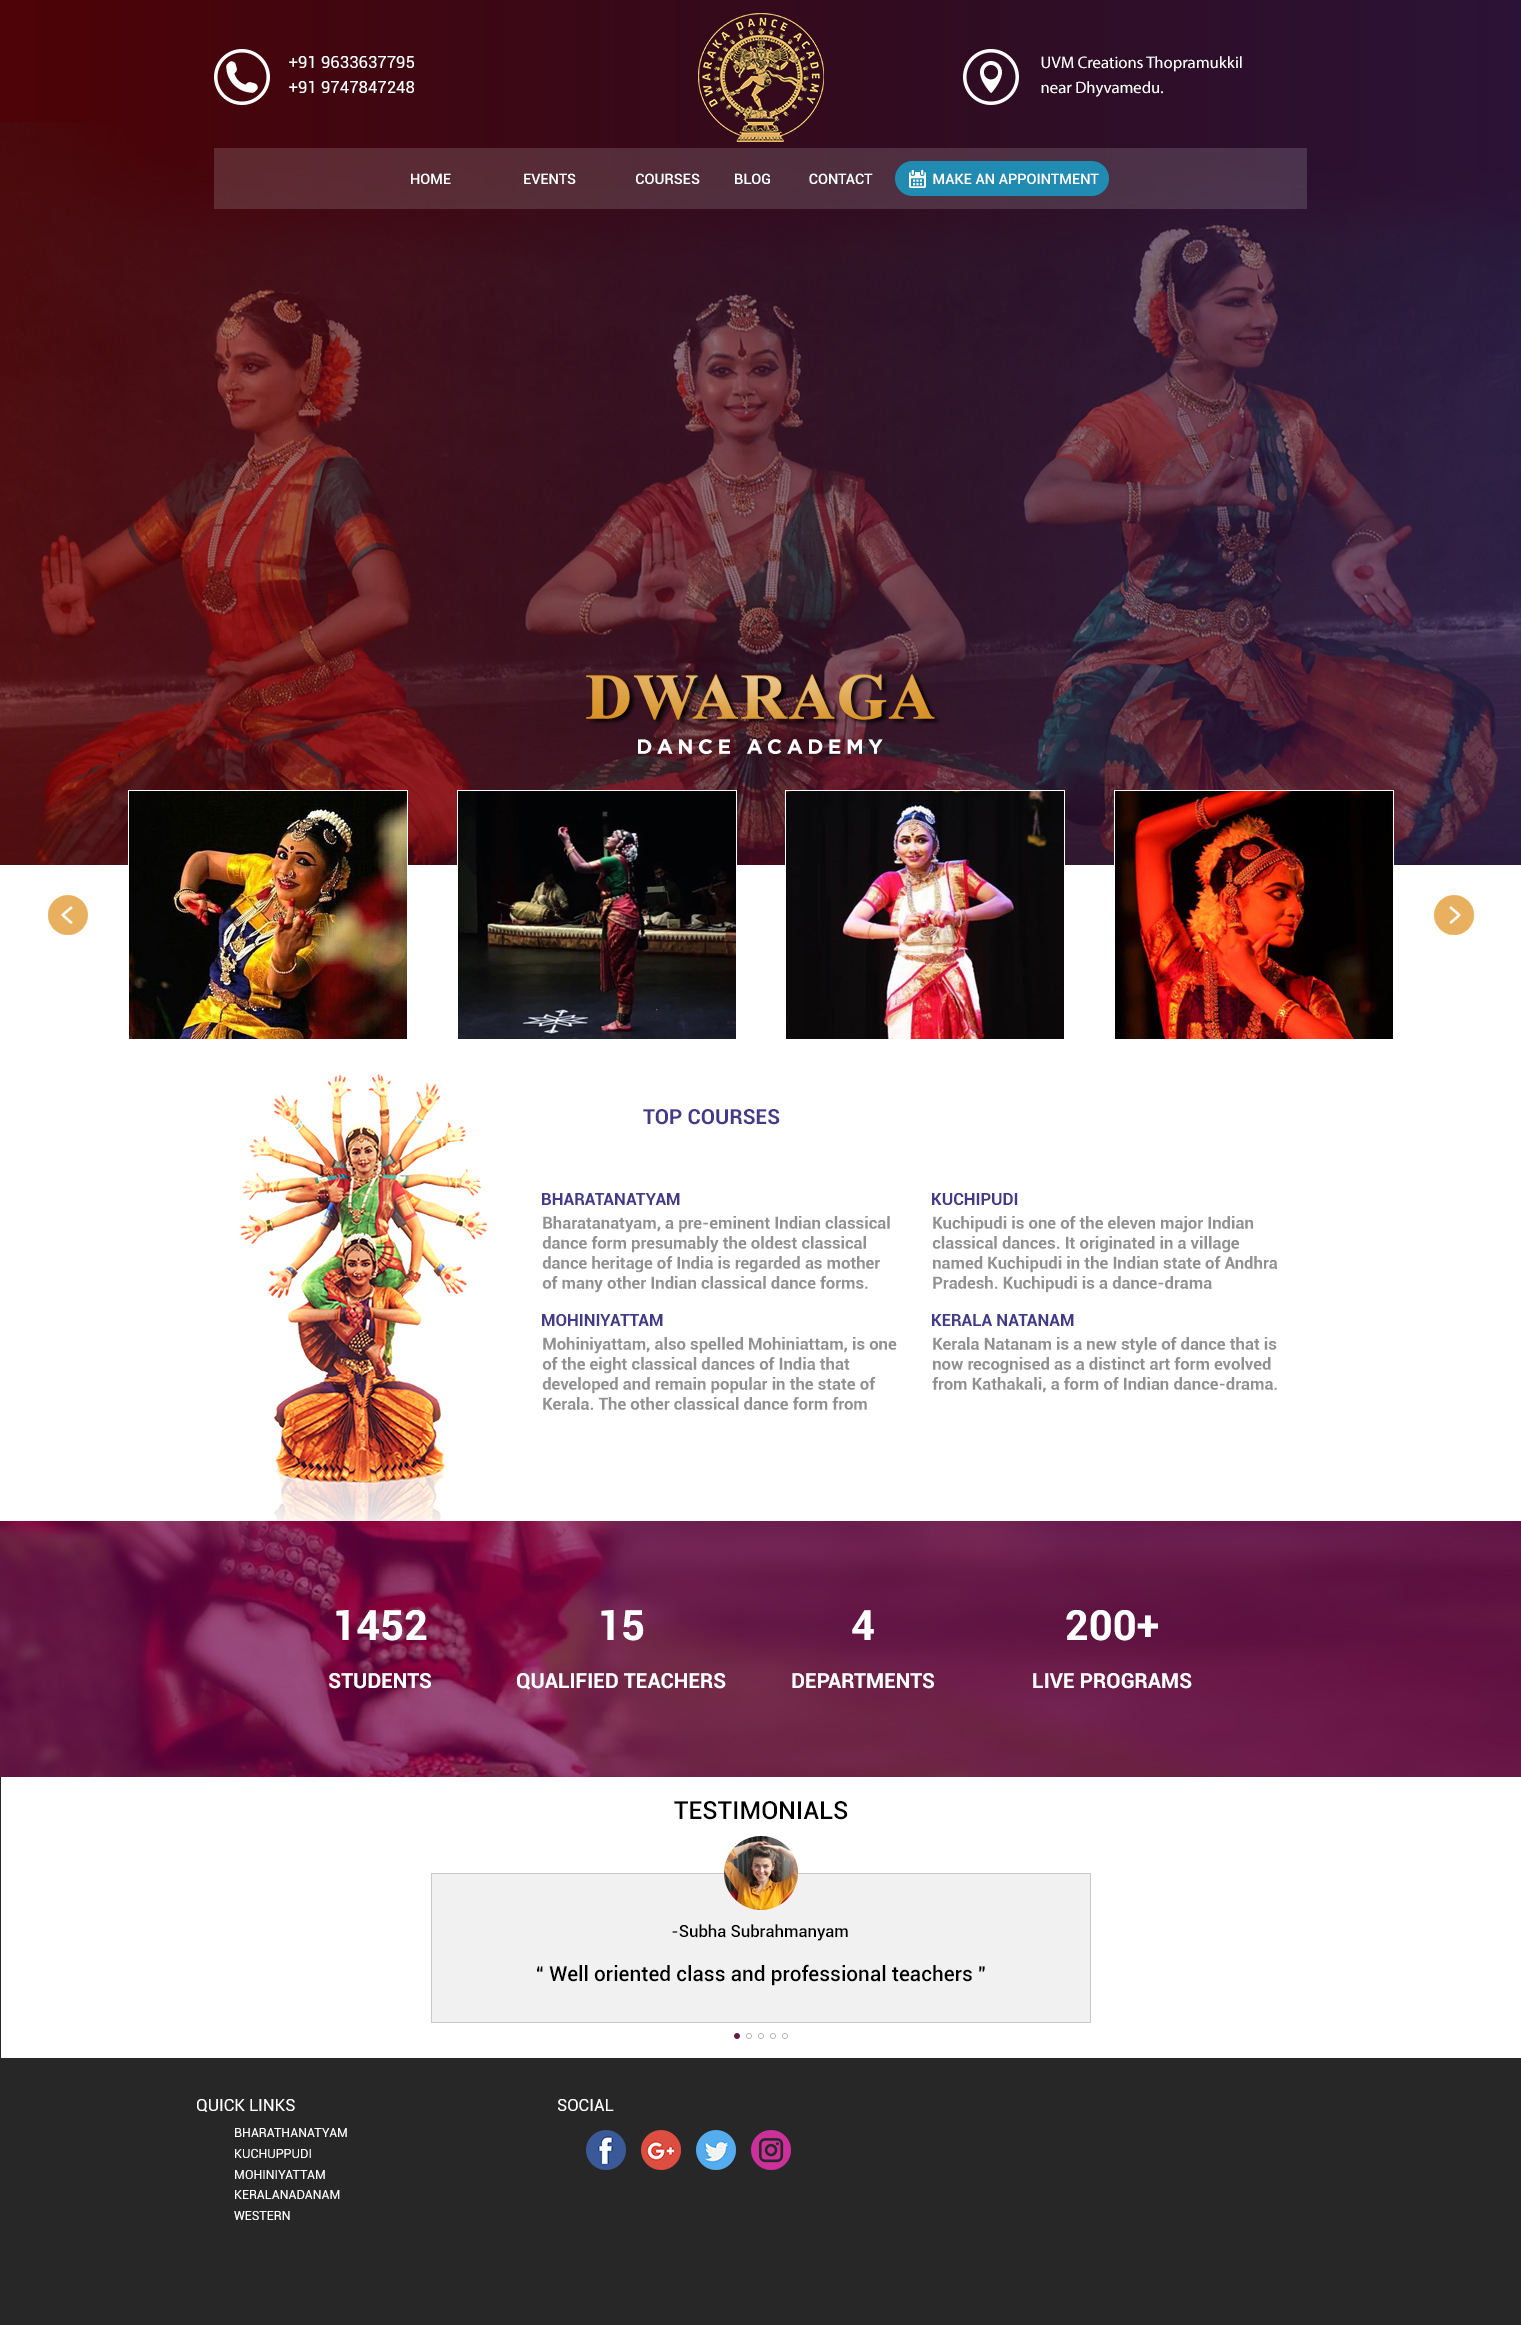 +91 9633637795
+91 9747847248
DWARAKA DANCE ACADEMY
UVM Creations Thopramukkil
near Dhyvamedu.
HOME EVENTS COURSES BLOG CONTACT MAKE AN APPOINTMENT
DWARAGA
DANCE ACADEMY
TOP COURSES
BHARATANATYAM
Bharatanatyam, a pre-eminent Indian classical
dance form presumably the oldest classical
dance heritage of India is regarded as mother
of many other Indian classical dance forms.
KUCHIPUDI
Kuchipudi is one of the eleven major Indian
classical dances. It originated in a village
named Kuchipudi in the Indian state of Andhra
Pradesh. Kuchipudi is a dance-drama
MOHINIYATTAM
Mohiniyattam, also spelled Mohiniattam, is one
of the eight classical dances of India that
developed and remain popular in the state of
Kerala. The other classical dance form from
KERALA NATANAM
Kerala Natanam is a new style of dance that is
now recognised as a distinct art form evolved
from Kathakali, a form of Indian dance-drama.
1452
STUDENTS
15
QUALIFIED TEACHERS
4
DEPARTMENTS
200+
LIVE PROGRAMS
TESTIMONIALS
-Subha Subrahmanyam
“ Well oriented class and professional teachers "
QUICK LINKS
BHARATHANATYAM
KUCHUPPUDI
MOHINIYATTAM
KERALANADANAM
WESTERN
SOCIAL
f
G+